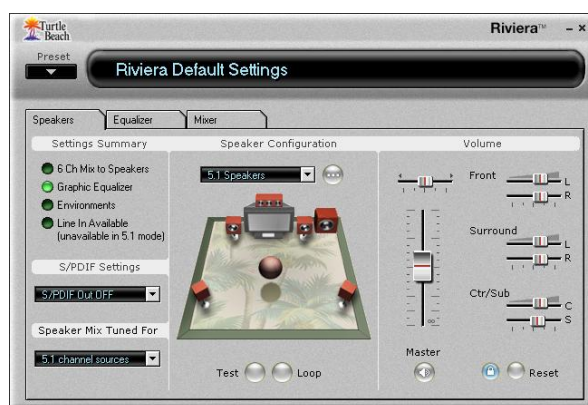 Turtle
Beach
Riviera™
Preset
Riviera Default Settings
Speakers
Equalizer
Mixer
Settings Summary
6 Ch Mix to Speakers
Graphic Equalizer
Environments
Line In Available
(unavailable in 5.1 mode)
S/PDIF Settings
S/PDIF Out OFF
Speaker Mix Tuned For
5.1 channel sources
Speaker Configuration
5.1 Speakers
Test
Loop
Volume
Front
L
R
Surround
L
R
Ctr/Sub
C
S
∞
Master
Reset